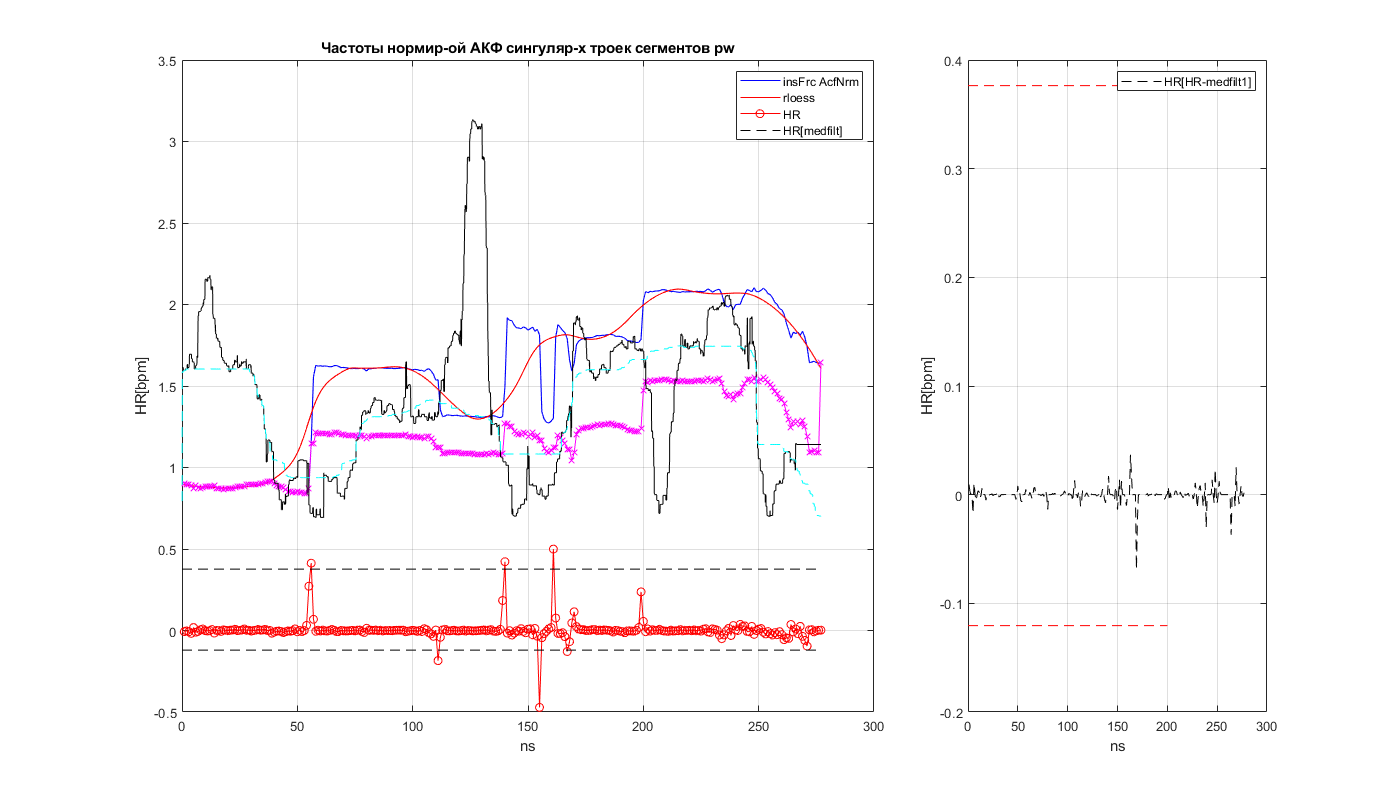 Частоты нормир-ой АКФ сингуляр-х троек сегментов pw
3.5
3
2.5
2
1.5
1
0.5
0
-0.5
HR[bpm]
0 50 100 150 200 250 300
ns
insFrc AcfNrm
rloess
HR
HR[medfilt]
0.4
0.3
0.2
0.1
0
-0.1
-0.2
HR[bpm]
0 50 100 150 200 250 300
ns
HR[HR-medfilt1]